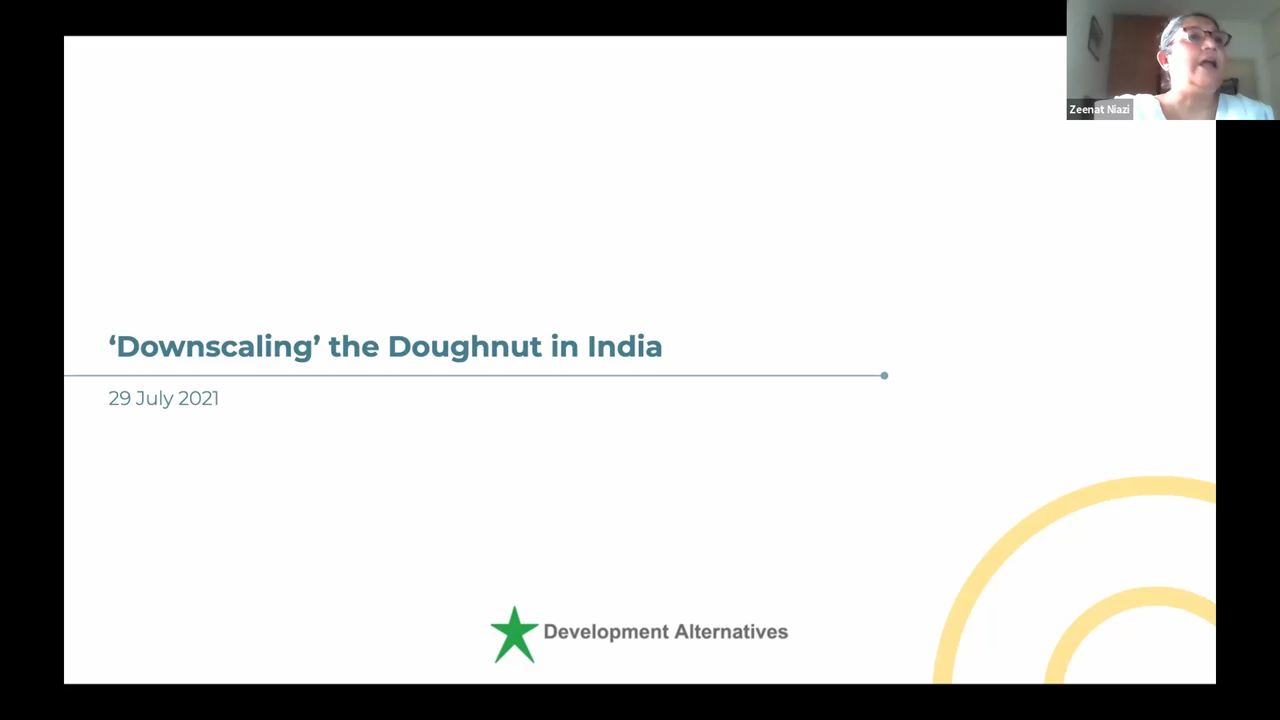 Zeenat Niazi
‘Downscaling’ the Doughnut in India
29 July 2021
Development Alternatives